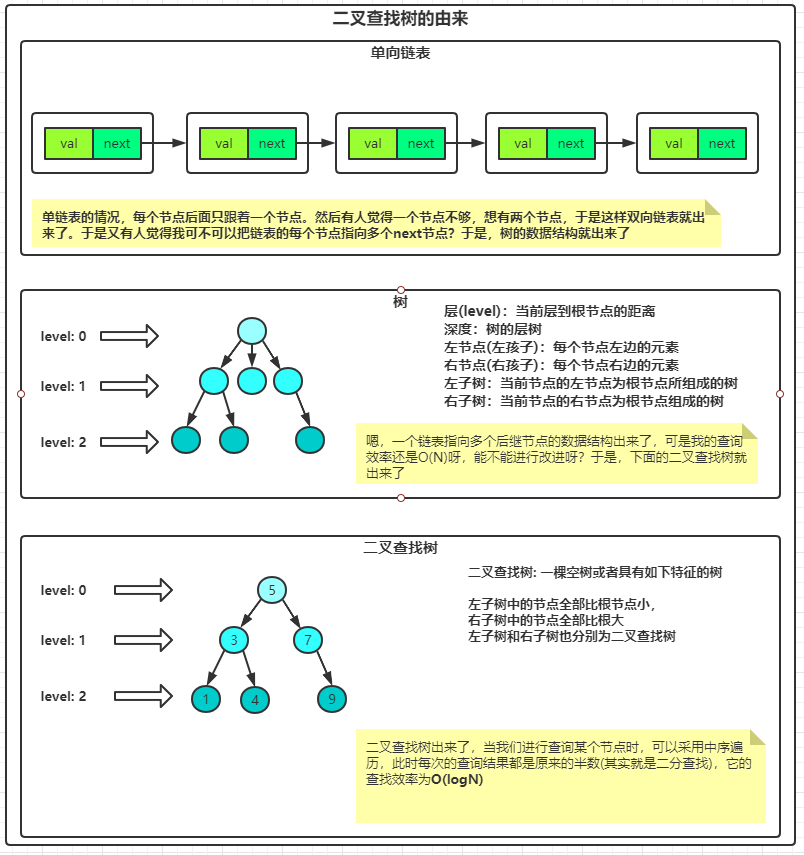 二叉查找树的由来
单向链表
val next val next val next val next val next
单链表的情况，每个节点后面只跟着一个节点。然后有人觉得一个节点不够，想有两个节点，于是这样双向链表就出
来了。于是又有人觉得我可不可以把链表的每个节点指向多个next节点？于是，树的数据结构就出来了
树
level: 0
level: 1
level: 2
层(level)：当前层到根节点的距离
深度：树的层树
左节点(左孩子)：每个节点左边的元素
右节点(右孩子)：每个节点右边的元素
左子树：当前节点的左节点为根节点所组成的树
右子树：当前节点的右节点为根节点组成的树
嗯，一个链表指向多个后继节点的数据结构出来了，可是我的查询
效率还是O(N)呀，能不能进行改进呀？于是，下面的二叉查找树就
出来了
二叉查找树
level: 0
5
level: 1
3 7
level: 2
1 4 9
二叉查找树: 一棵空树或者具有如下特征的树
左子树中的节点全部比根节点小，
右子树中的节点全部比根大
左子树和右子树也分别为二叉查找树
二叉查找树出来了，当我们进行查询某个节点时，可以采用中序遍
历，此时每次的查询结果都是原来的半数(其实就是二分查找)，它的
查找效率为O(logN)